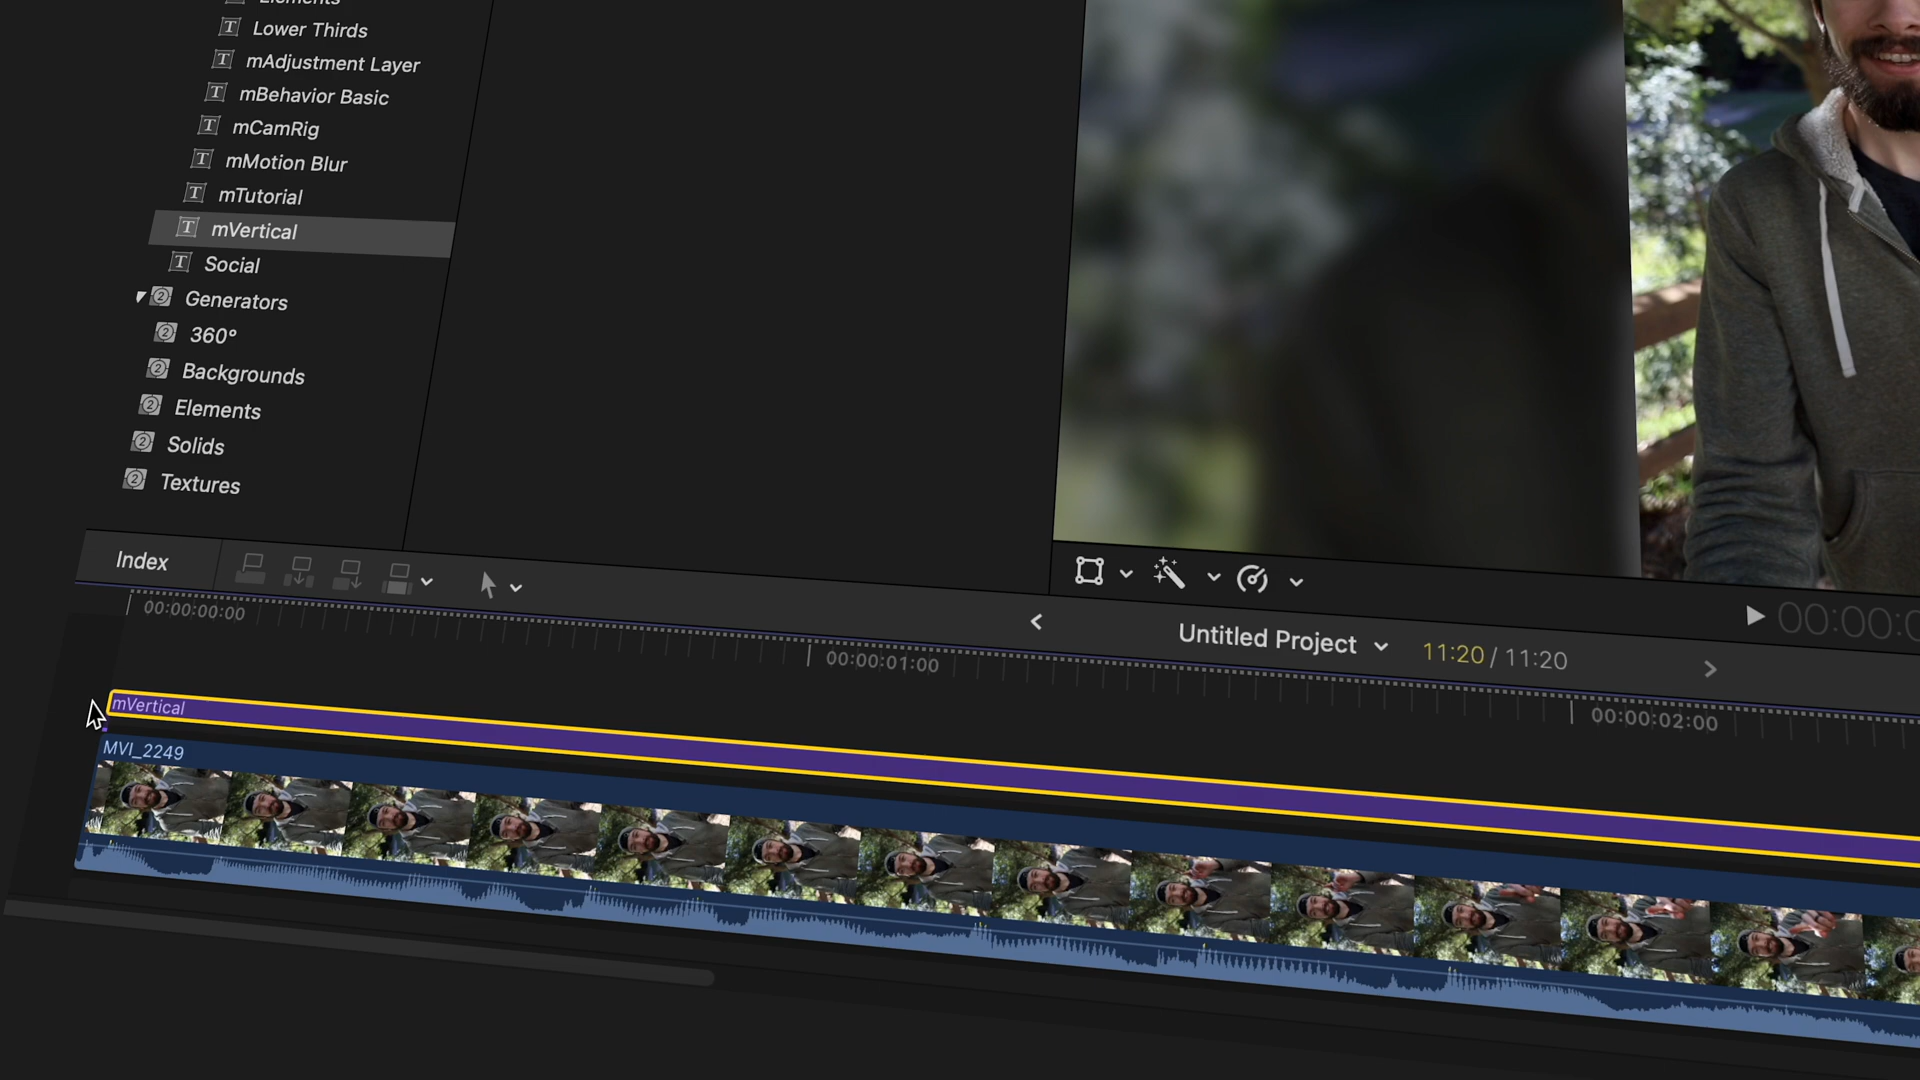 Elements
Lower Thirds
mAdjustment Layer
mBehavior Basic
mCamRig
mMotion Blur
mTutorial
mVertical
Social
Generators
360°
Backgrounds
Elements
Solids
Textures
Index
Untitled Project
11:20 / 11:20
00:00:00:00
00:00:01:00
00:00:02:00
mVertical
MVI_2249